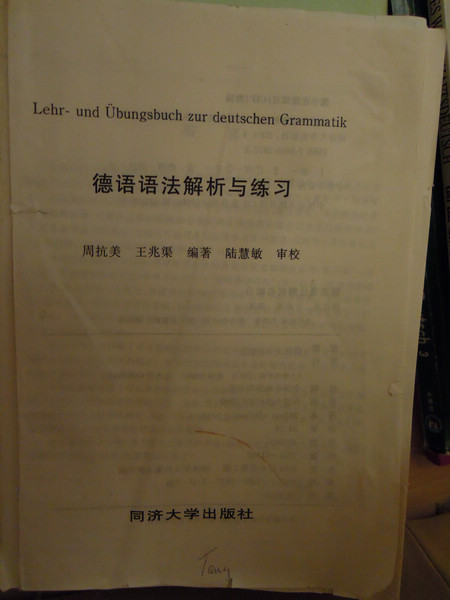 Lehr- und Übungsbuch zur deutschen Grammatik
德语语法解析与练习
周抗美 王兆渠 编著 陆慧敏 审校
同济大学出版社
Tang